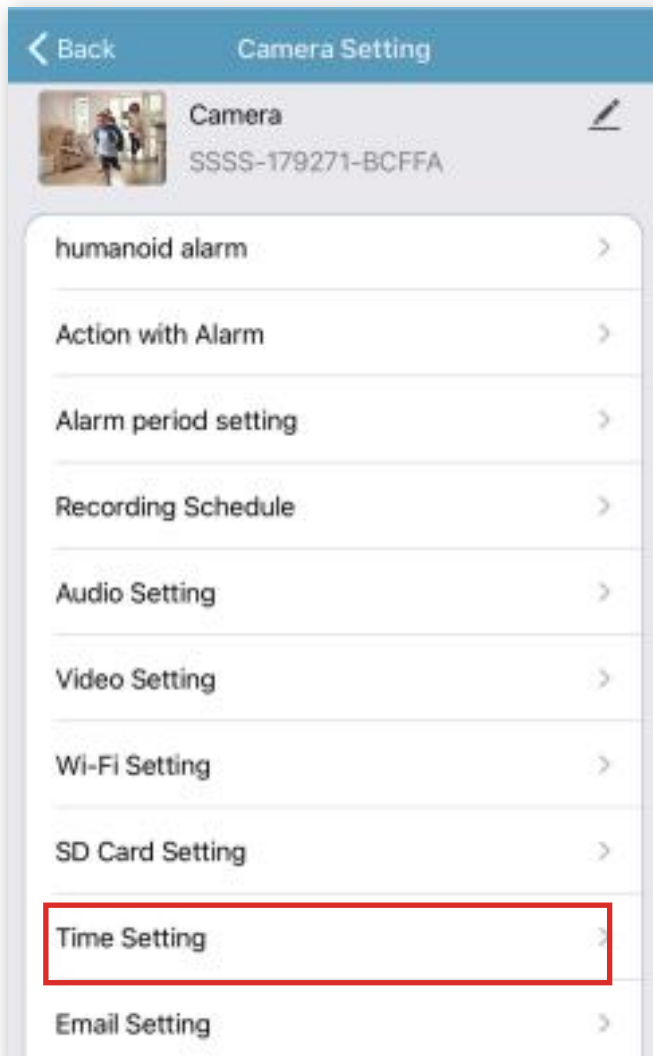 Back
Camera Setting
Camera
SSSS-179271-BCFFA
humanoid alarm
Action with Alarm
Alarm period setting
Recording Schedule
Audio Setting
Video Setting
Wi-Fi Setting
SD Card Setting
Time Setting
Email Setting